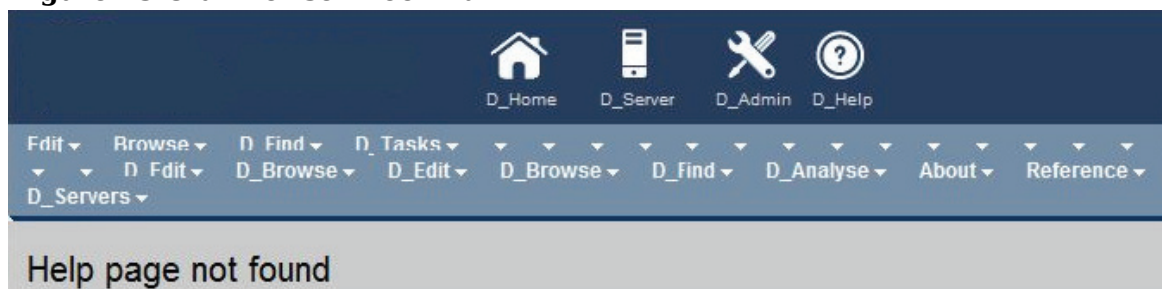 D_Home D_Server D_Admin D_Help
Edit Browse D_Find D_Tasks
D_Edit D_Browse D_Edit D_Browse D_Find D_Analyse About Reference
D_Servers
Help page not found